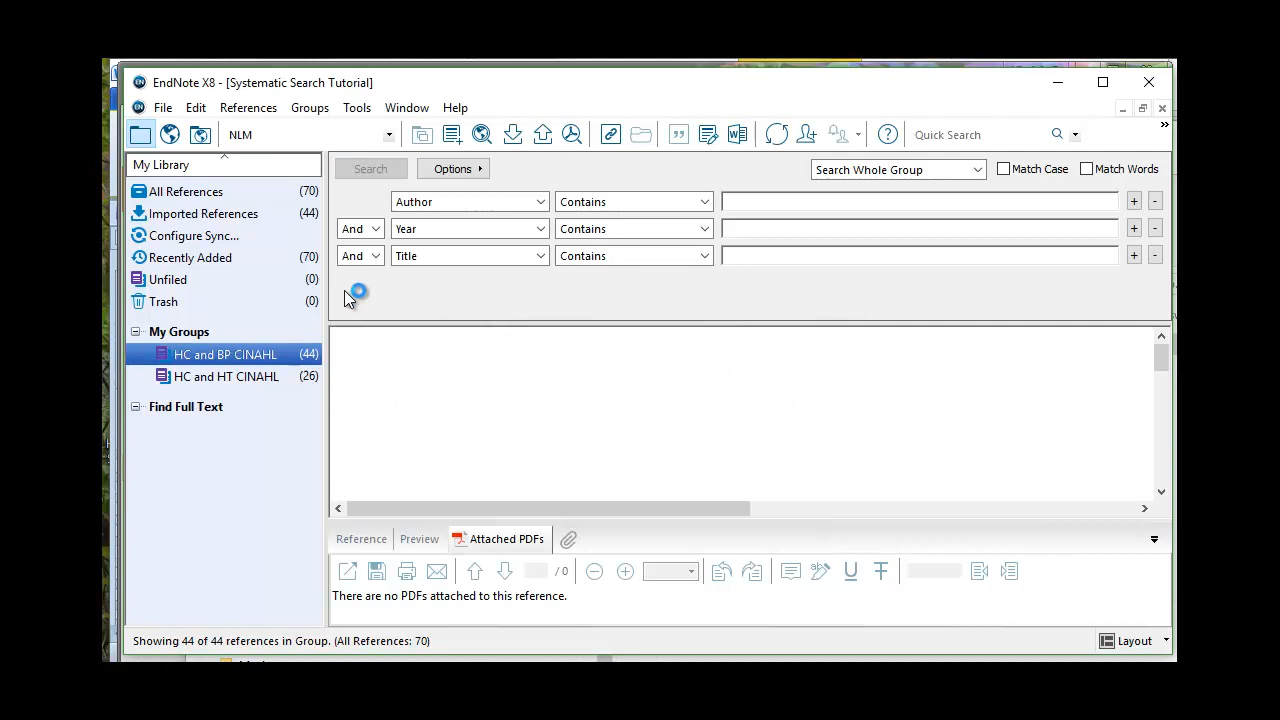 EndNote X8 - [Systematic Search Tutorial]
File Edit References Groups Tools Window Help
NLM
Quick Search
My Library
All References (70)
Imported References (44)
Configure Sync...
Recently Added (70)
Unfiled (0)
Trash (0)
My Groups
HC and BP CINAHL (44)
HC and HT CINAHL (26)
Find Full Text
Search Options Search Whole Group Match Case Match Words
Author Contains + -
And Year Contains + -
And Title Contains + -
Reference Preview Attached PDFs
/ 0
There are no PDFs attached to this reference.
Showing 44 of 44 references in Group. (All References: 70)
Layout